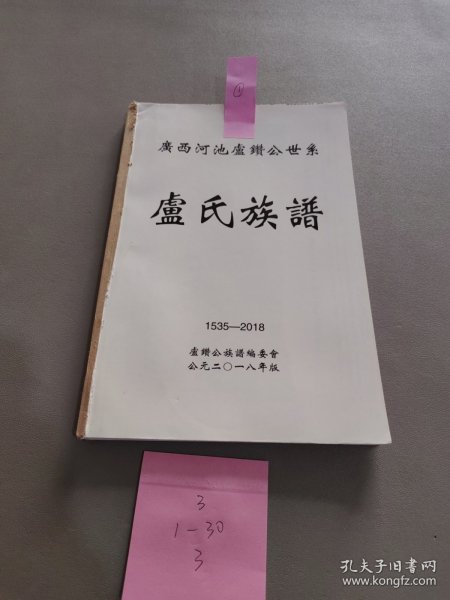 ①
廣西河池盧鑽公世系
盧氏族譜
1535—2018
盧鑽公族譜編委會
公元二〇一八年版
3
1-30
3
孔夫子旧书网
www.kongfz.com